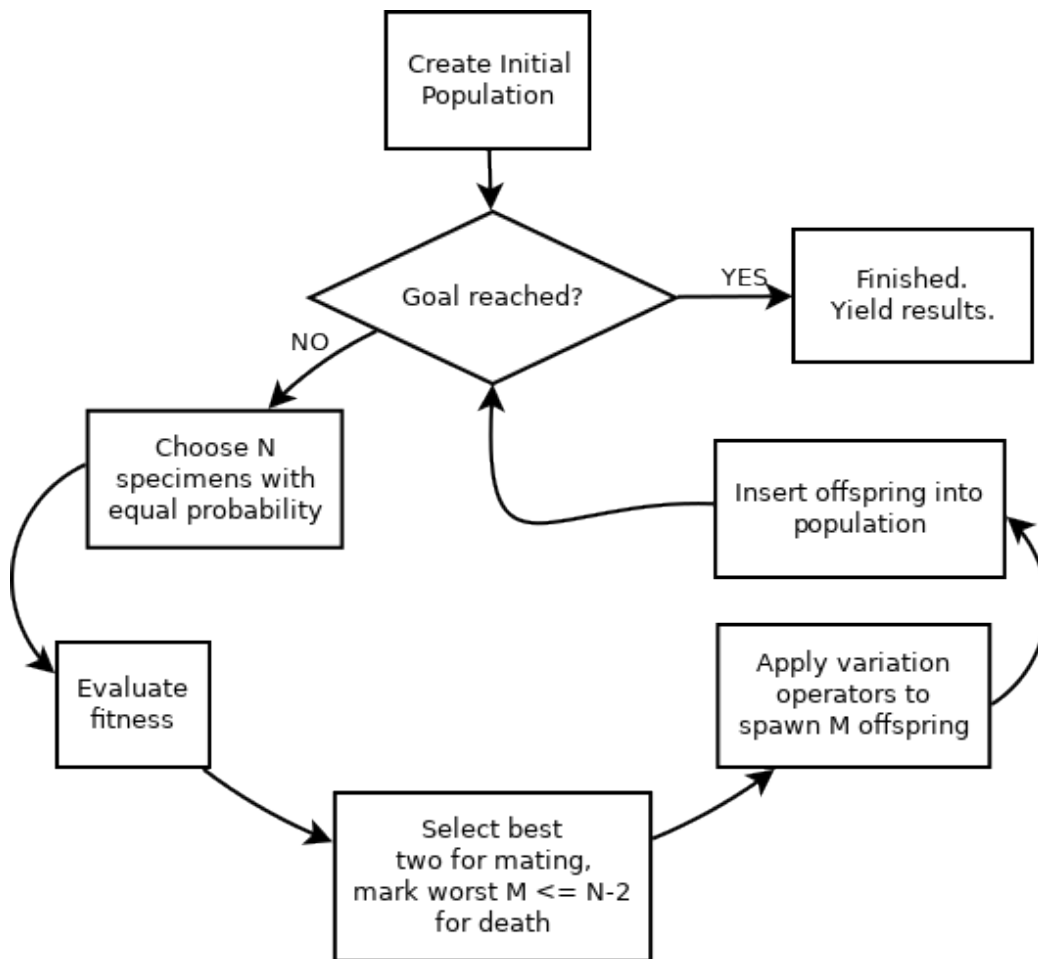 Create Initial
Population
Goal reached?
YES
Finished.
Yield results.
NO
Choose N
specimens with
equal probability
Evaluate
fitness
Select best
two for mating,
mark worst M <= N-2
for death
Apply variation
operators to
spawn M offspring
Insert offspring into
population